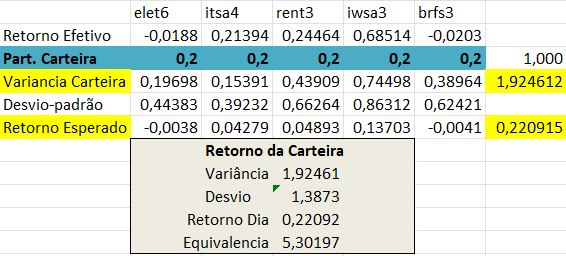 elet6 itsa4 rent3 iwsa3 brfs3
Retorno Efetivo -0,0188 0,21394 0,24464 0,68514 -0,0203
Part. Carteira 0,2 0,2 0,2 0,2 0,2 1,000
Variancia Carteira 0,19698 0,15391 0,43909 0,74498 0,38964 1,924612
Desvio-padrão 0,44383 0,39232 0,66264 0,86312 0,62421
Retorno Esperado -0,0038 0,04279 0,04893 0,13703 -0,0041 0,220915
Retorno da Carteira
Variância 1,92461
Desvio 1,3873
Retorno Dia 0,22092
Equivalencia 5,30197